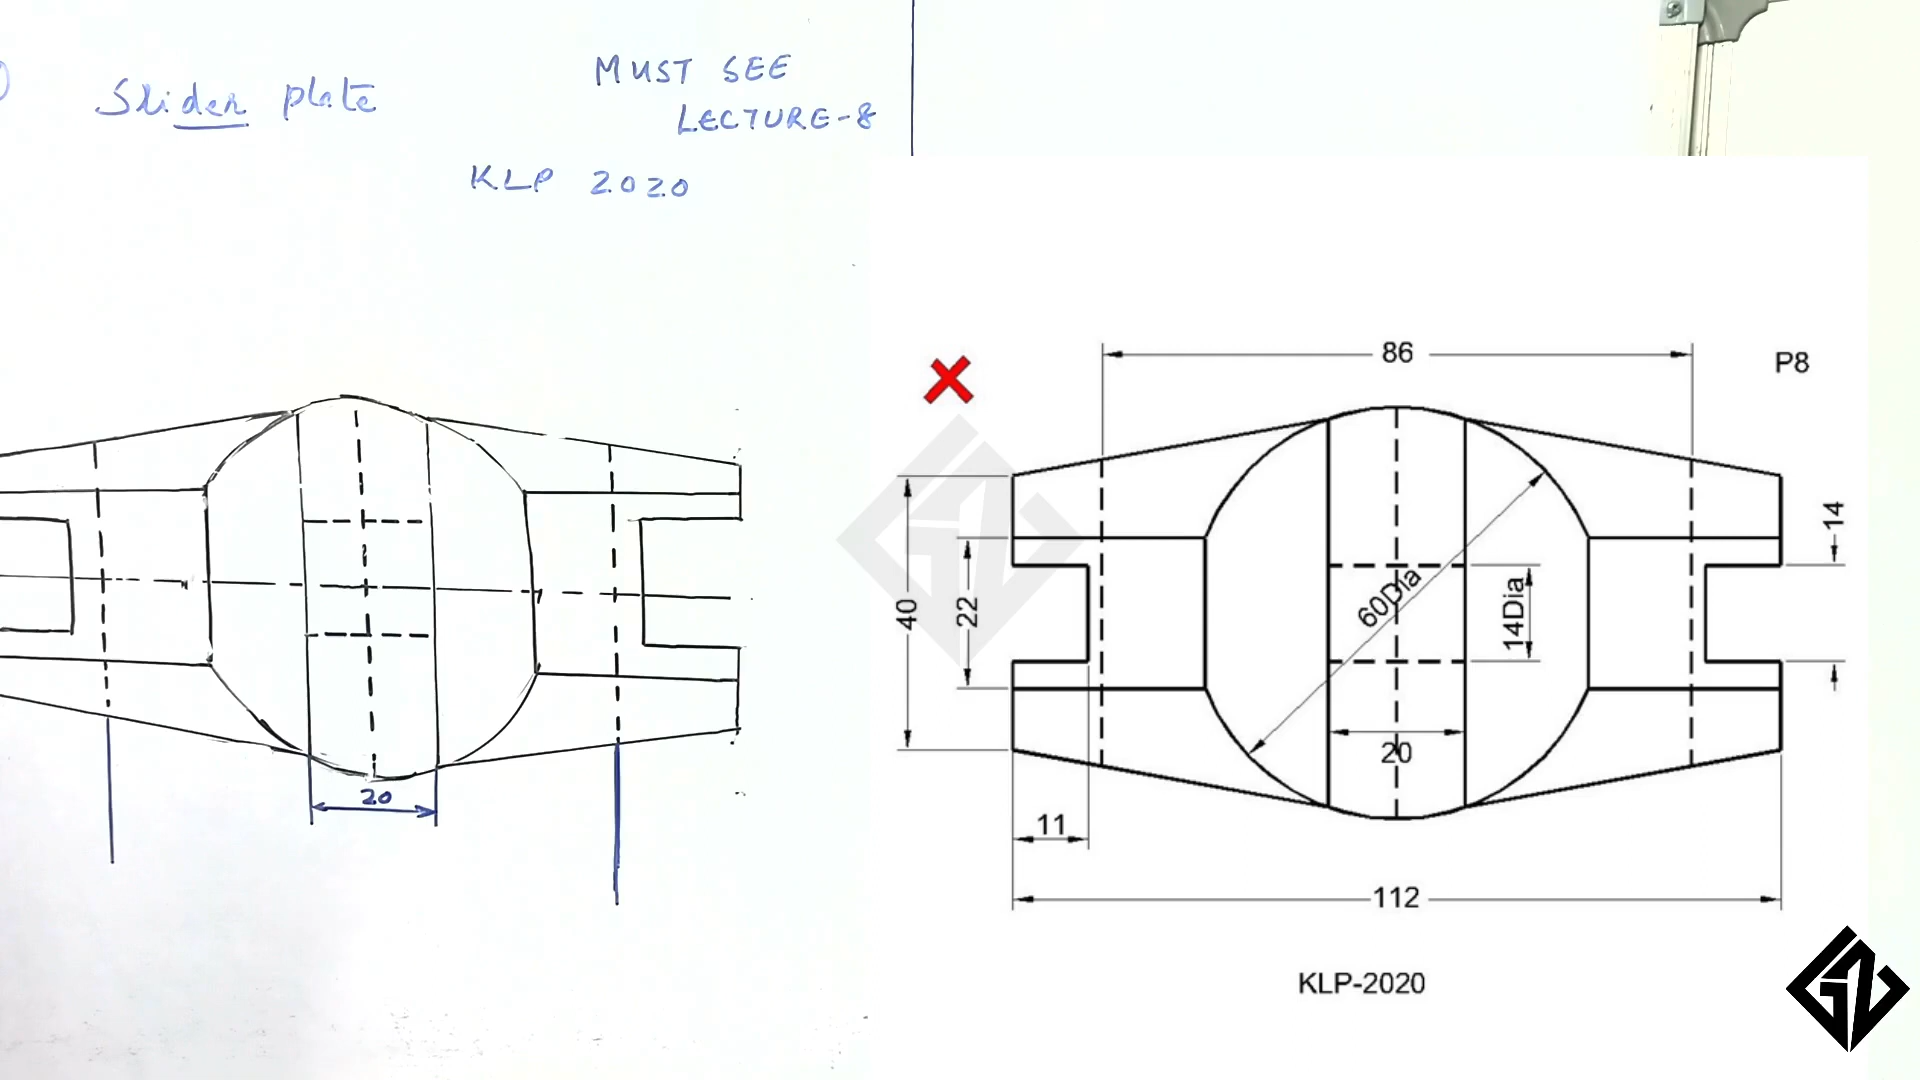 Slider plate
MUST SEE
LECTURE-8
KLP 2020
20
86
P8
40
22
60Dia
14Dia
14
20
11
112
KLP-2020